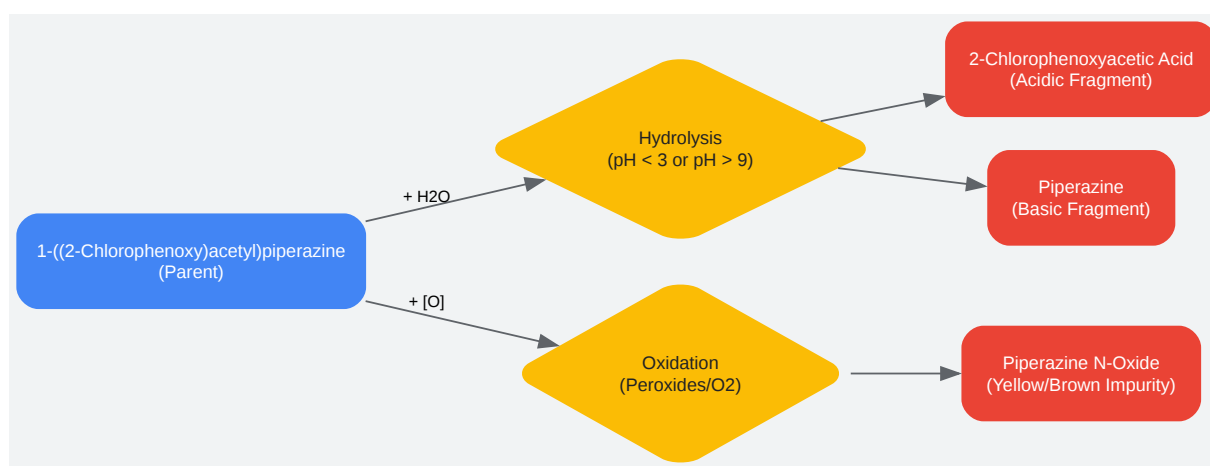 2-Chlorophenoxyacetic Acid
(Acidic Fragment)
Hydrolysis
(pH < 3 or pH > 9)
Piperazine
(Basic Fragment)
+ H2O
1-((2-Chlorophenoxy)acetyl)piperazine
(Parent)
+ [O]
Oxidation
(Peroxides/O2)
Piperazine N-Oxide
(Yellow/Brown Impurity)